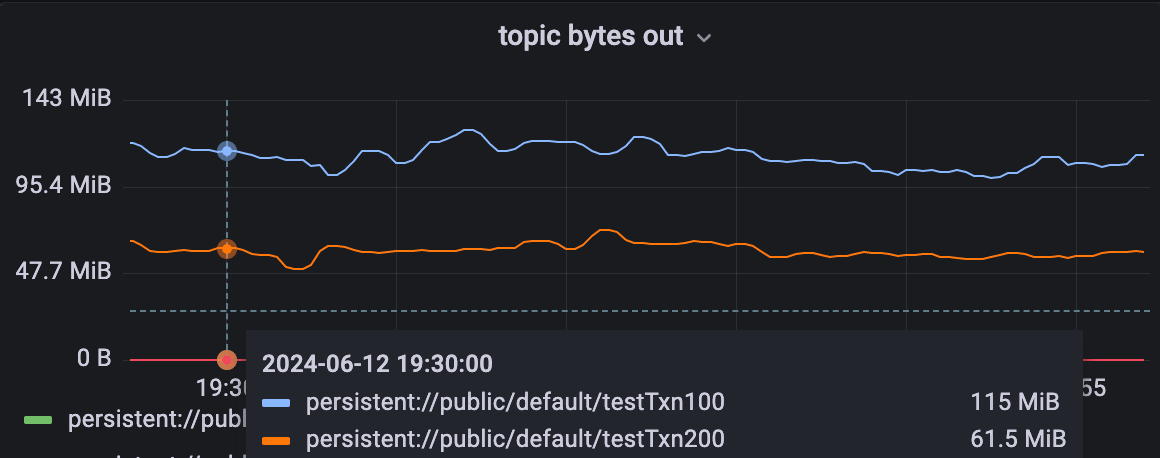 topic bytes out
143 MiB
95.4 MiB
47.7 MiB
0 B
19:30
55
2024-06-12 19:30:00
persistent://public/default/testTxn100 115 MiB
persistent://publ
persistent://public/default/testTxn200 61.5 MiB